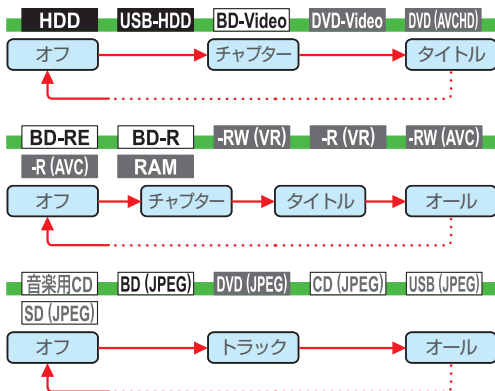 HDD USB-HDD BD-Video DVD-Video DVD (AVCHD)
オフ チャプター タイトル
BD-RE BD-R -RW (VR) -R (VR) -RW (AVC)
-R (AVC) RAM
オフ チャプター タイトル オール
音楽用CD BD (JPEG) DVD (JPEG) CD (JPEG) USB (JPEG)
SD (JPEG)
オフ トラック オール